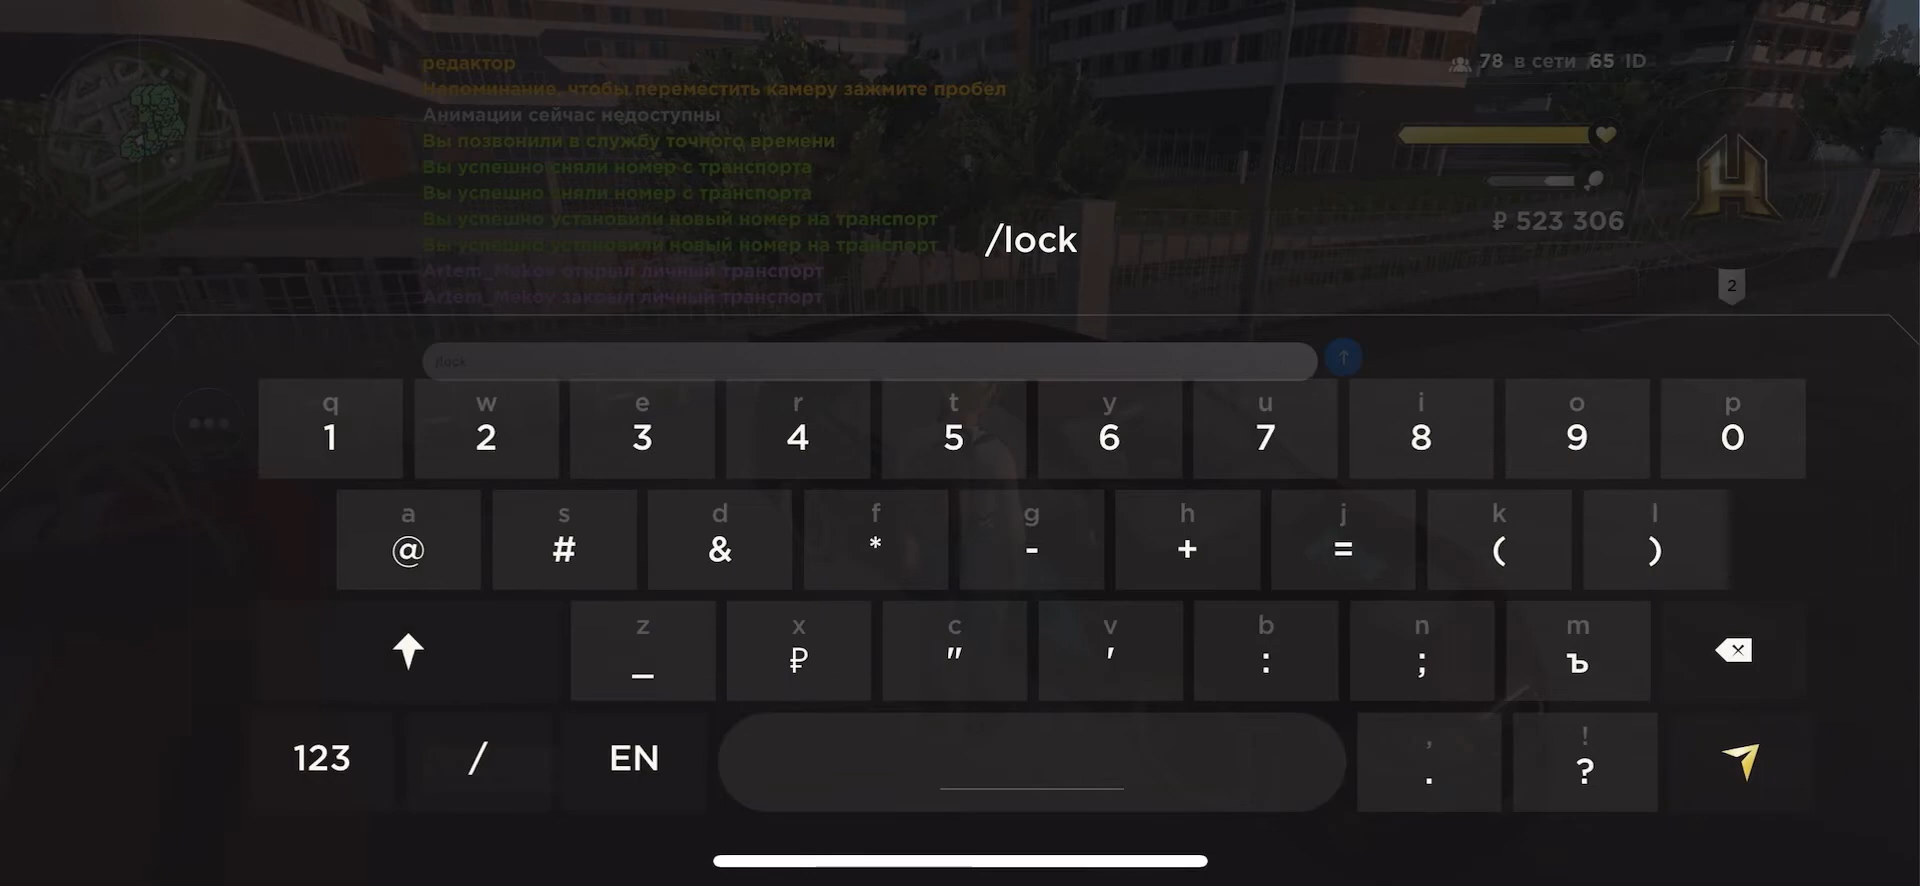 редактор
Напоминание, чтобы переместить камеру зажмите пробел
Анимации сейчас недоступны
Вы позвонили в службу точного времени
Вы успешно сняли номер с транспорта
Вы успешно сняли номер с транспорта
Вы успешно установили новый номер на транспорт
Вы успешно установили новый номер на транспорт
Artem_Mekov открыл личный транспорт
Artem_Mekov закрыл личный транспорт
78 в сети 65 ID
₽ 523 306
2
/lock
/lock
q w e r t y u i o p
1 2 3 4 5 6 7 8 9 0
a s d f g h j k l
@ # & * - + = ( )
z x c v b n m
_ ₽ " ' : ; ъ
, !
123 / EN . ?